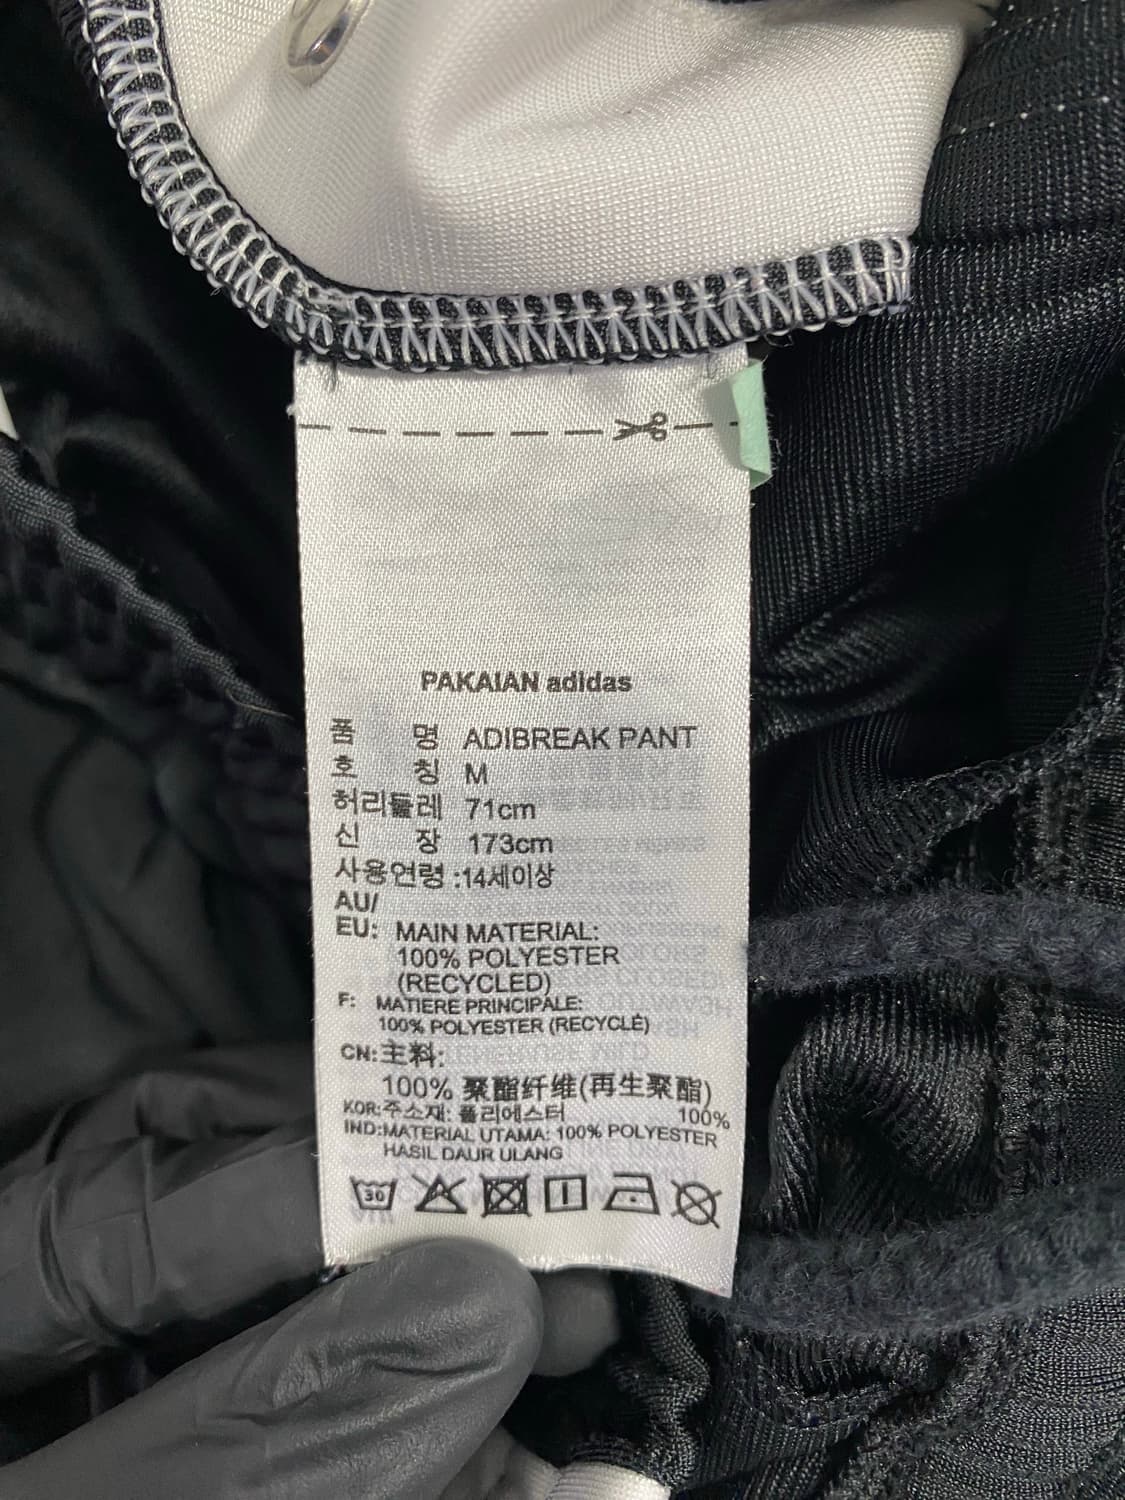 PAKAIAN adidas
품 명 ADIBREAK PANT
호 칭 M
허리둘레 71cm
신 장 173cm
사용연령 :14세이상
AU/
EU: MAIN MATERIAL:
100% POLYESTER
(RECYCLED)
F: MATIERE PRINCIPALE:
100% POLYESTER (RECYCLÉ)
CN:主料:
100% 聚酯纤维(再生聚酯)
KOR:주소재: 폴리에스터 100%
IND:MATERIAL UTAMA: 100% POLYESTER
HASIL DAUR ULANG
30